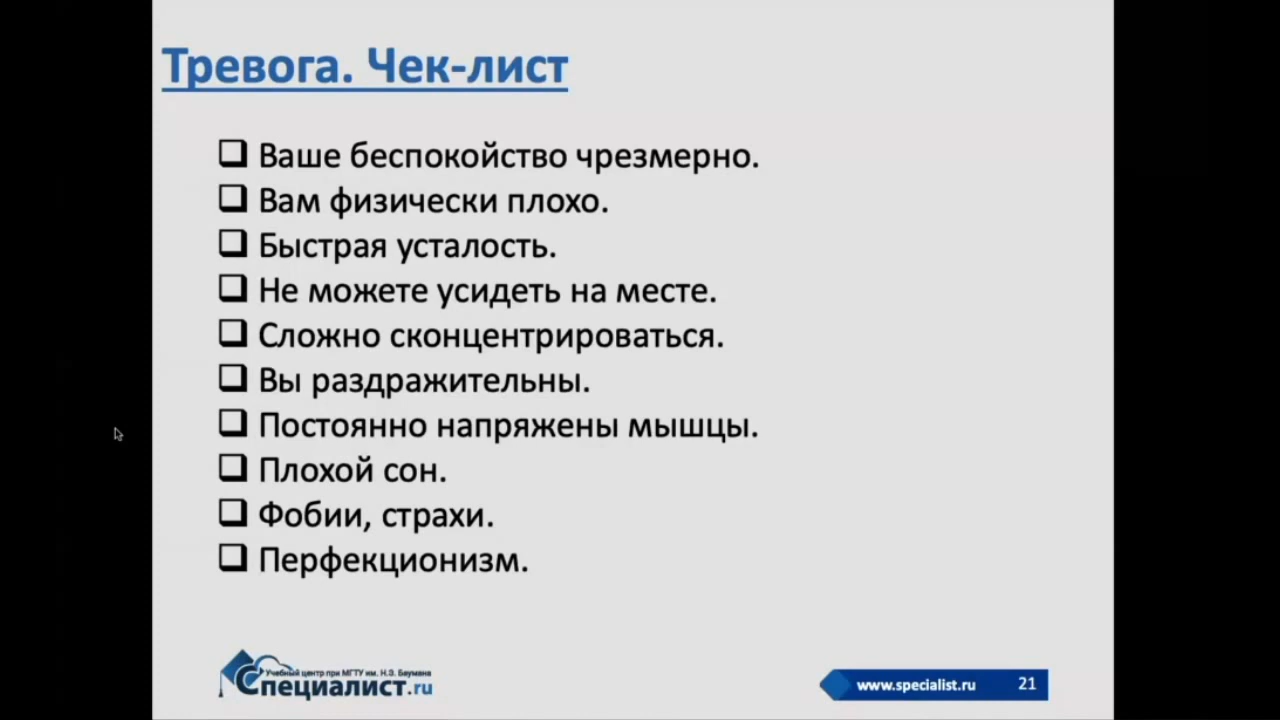 Тревога. Чек-лист
Ваше беспокойство чрезмерно.
Вам физически плохо.
Быстрая усталость.
Не можете усидеть на месте.
Сложно сконцентрироваться.
Вы раздражительны.
Постоянно напряжены мышцы.
Плохой сон.
Фобии, страхи.
Перфекционизм.
Учебный центр при МГТУ им. Н.Э. Баумана
Специалист.ru
www.specialist.ru 21